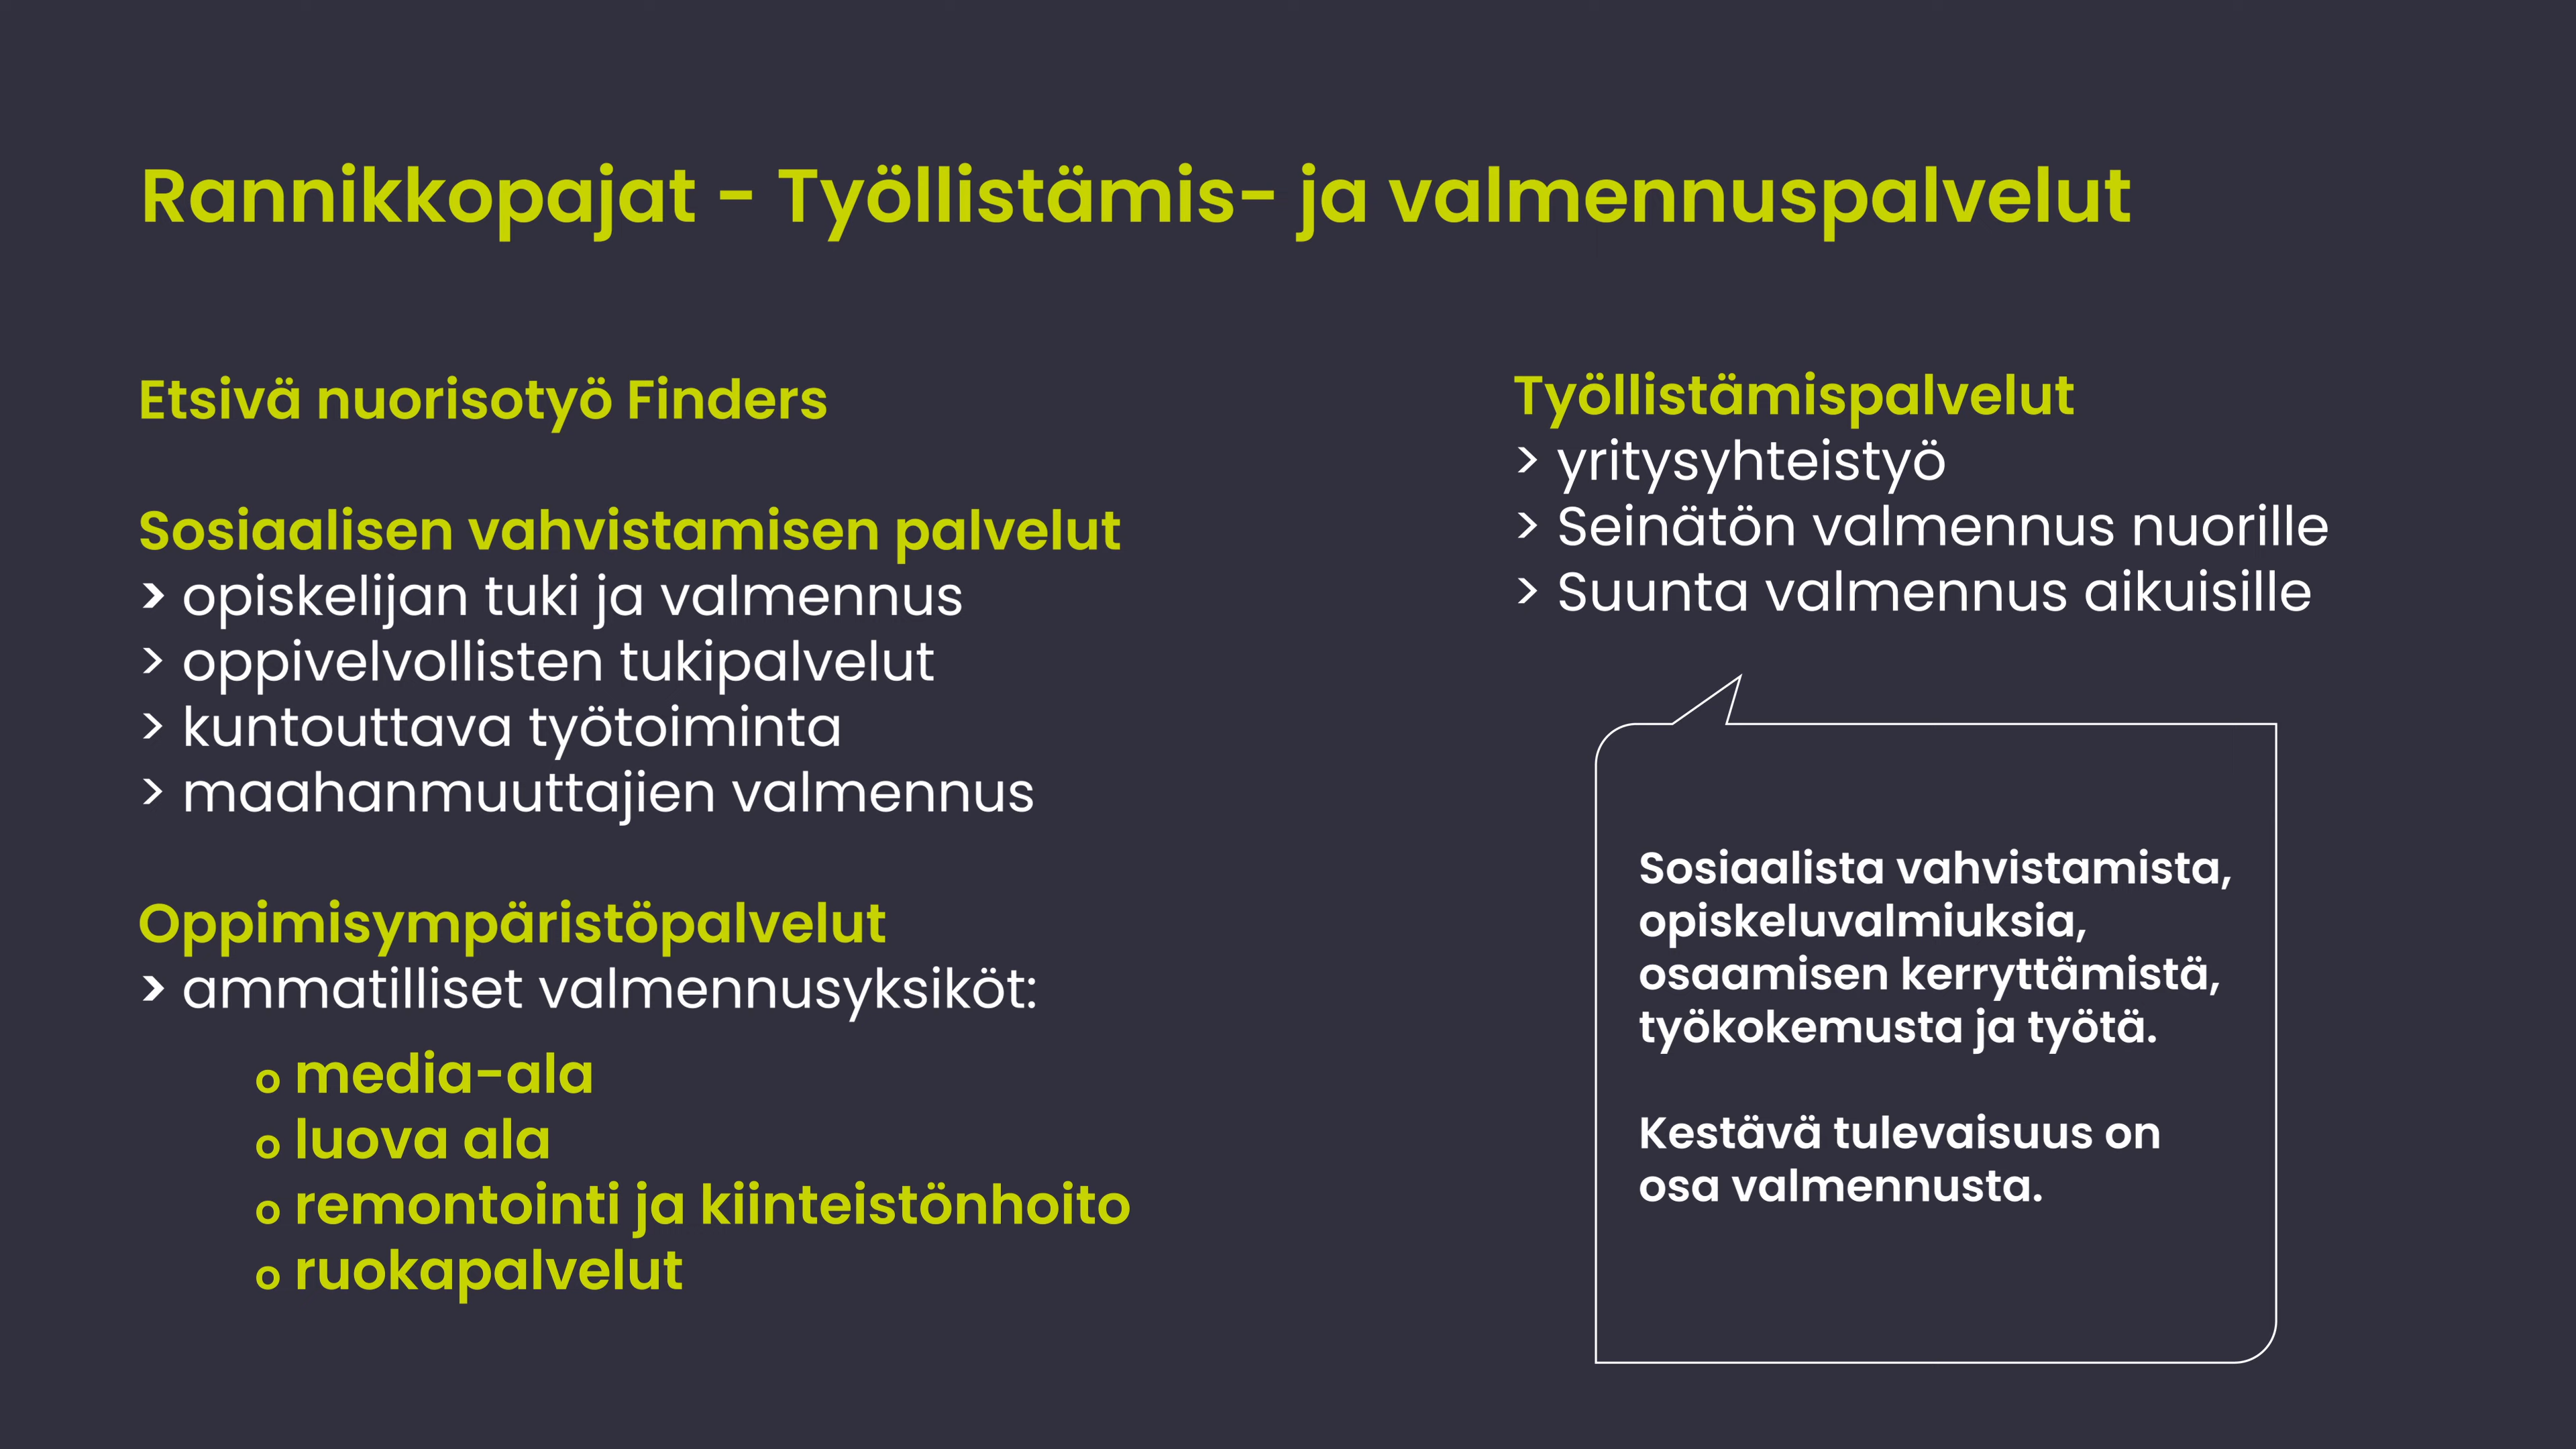 Rannikkopajat - Työllistämis- ja valmennuspalvelut
Etsivä nuorisotyö Finders
Sosiaalisen vahvistamisen palvelut
> opiskelijan tuki ja valmennus
> oppivelvollisten tukipalvelut
> kuntouttava työtoiminta
> maahanmuuttajien valmennus
Oppimisympäristöpalvelut
> ammatilliset valmennusyksiköt:
o media-ala
o luova ala
o remontointi ja kiinteistönhoito
o ruokapalvelut
Työllistämispalvelut
> yritysyhteistyö
> Seinätön valmennus nuorille
> Suunta valmennus aikuisille
Sosiaalista vahvistamista,
opiskeluvalmiuksia,
osaamisen kerryttämistä,
työkokemusta ja työtä.
Kestävä tulevaisuus on
osa valmennusta.